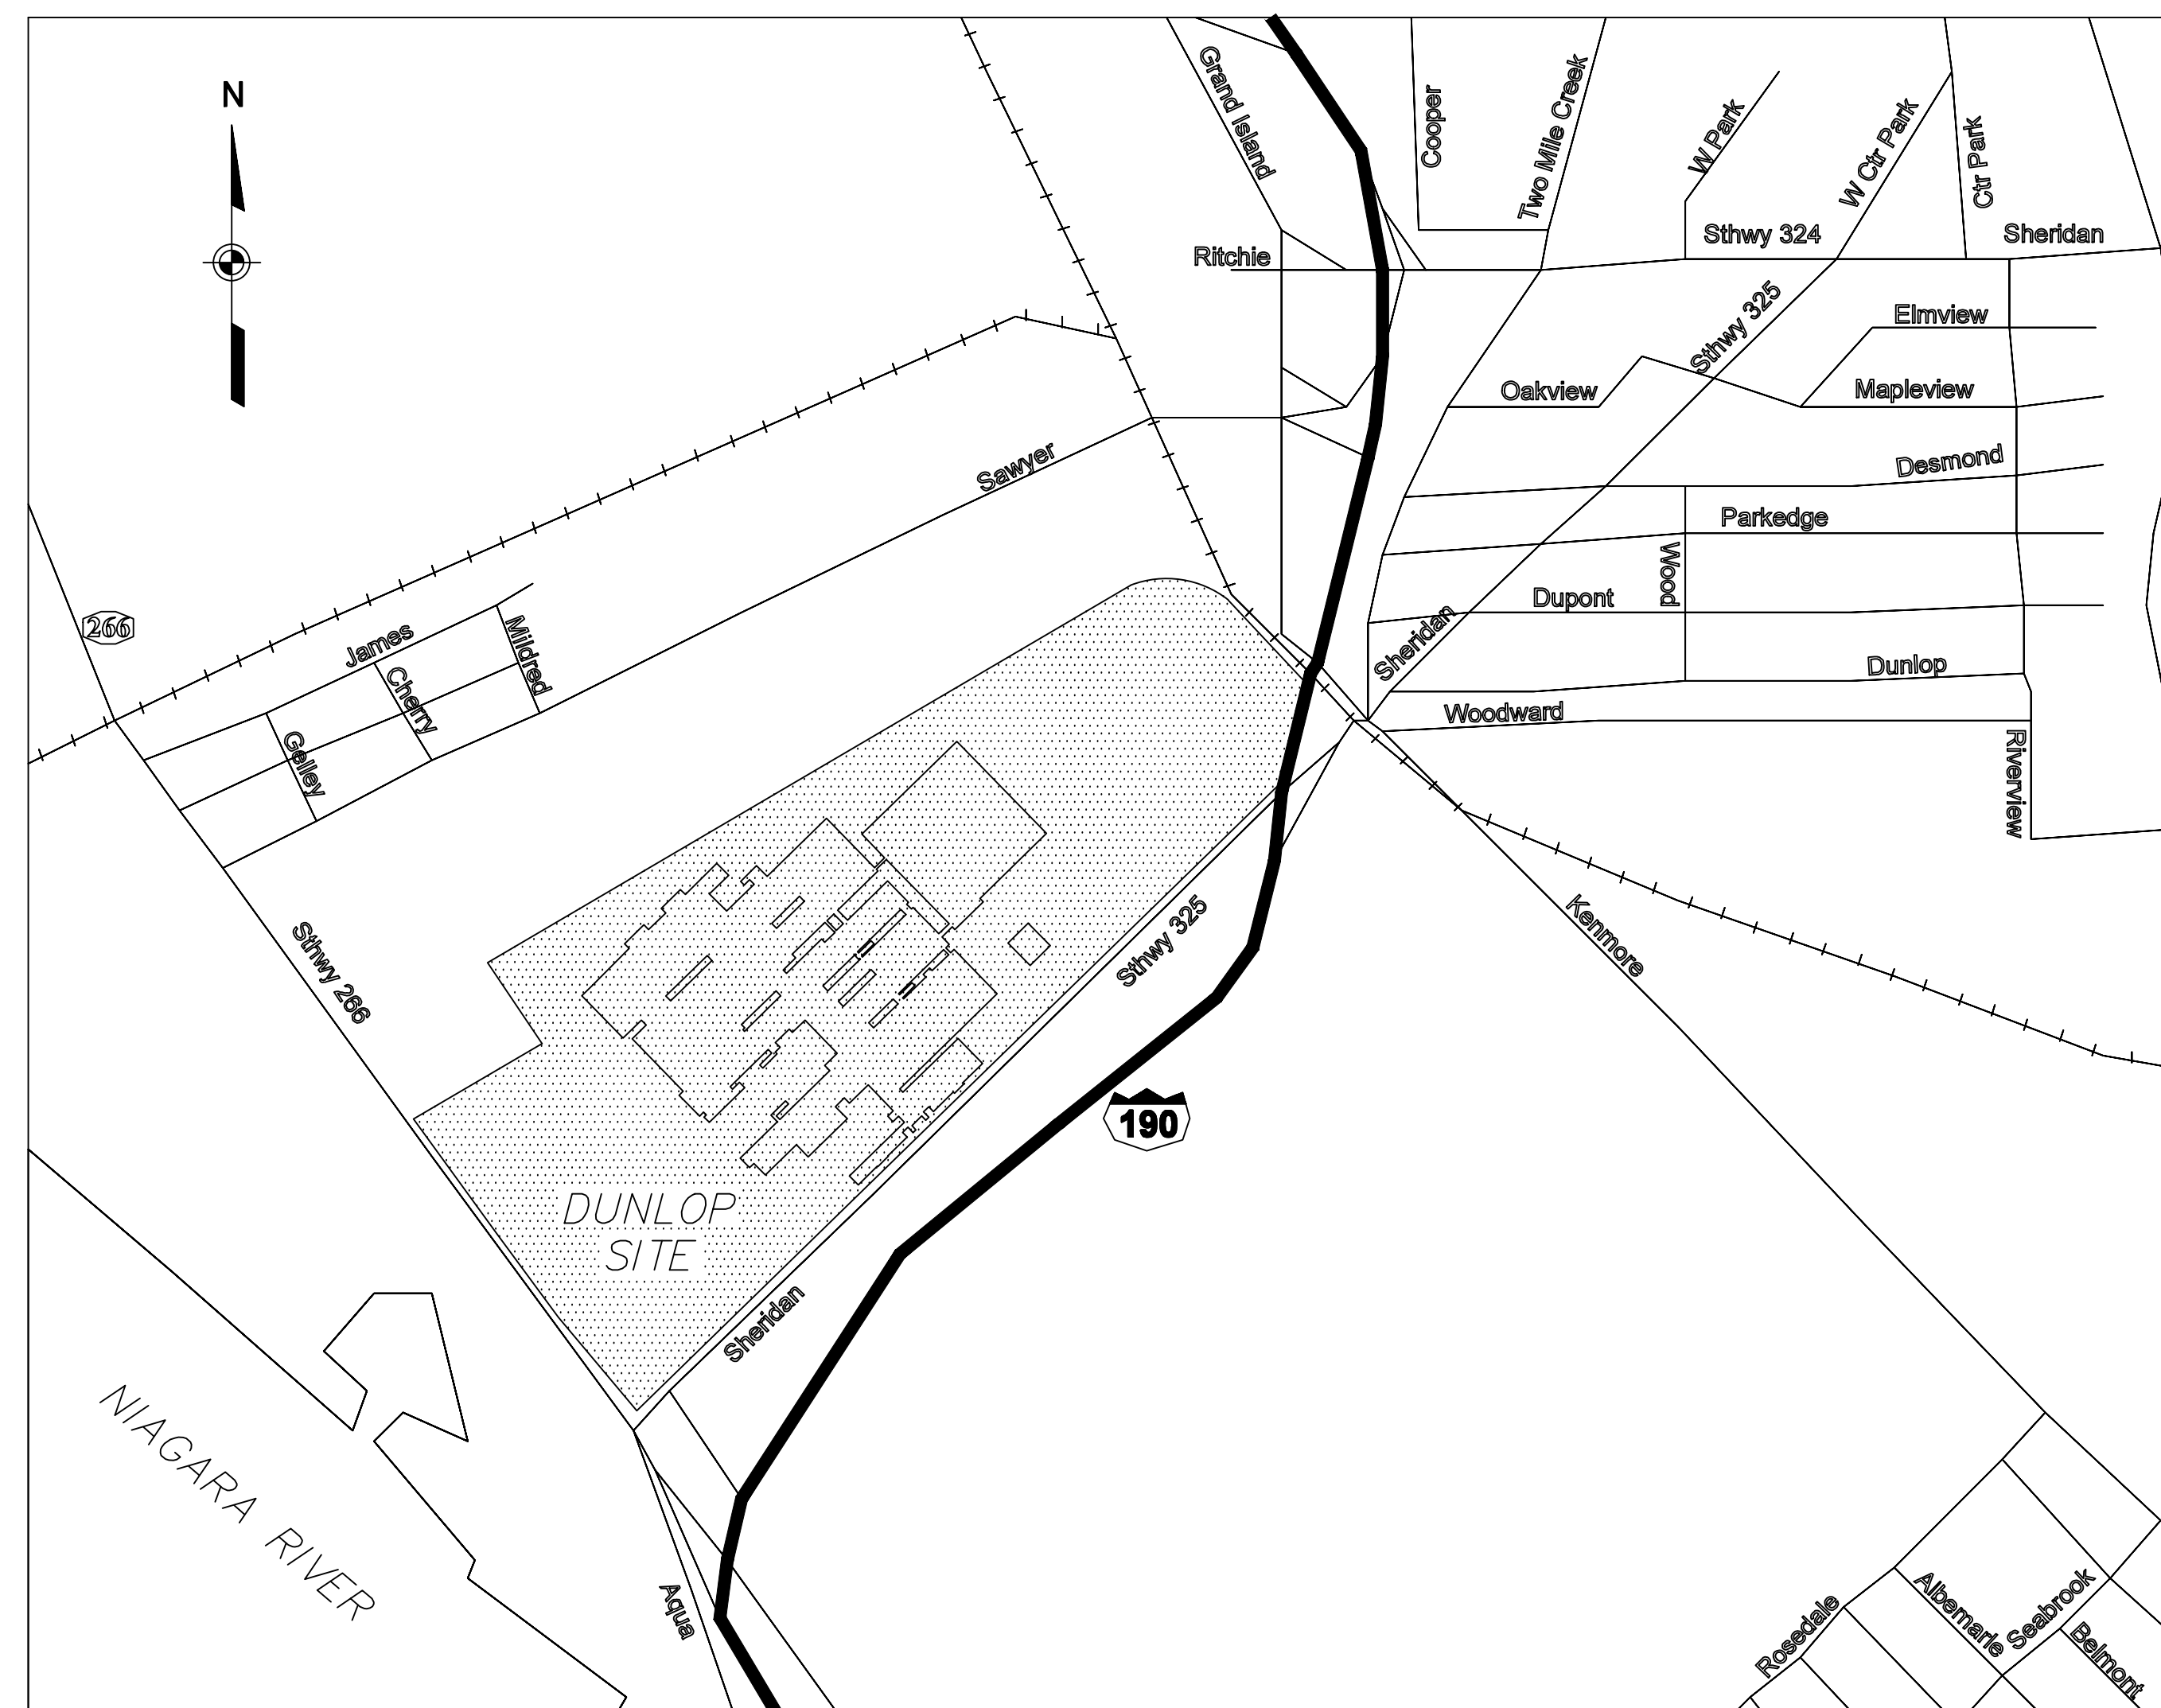 N
Grand Island
Cooper
Two Mile Creek
W Park
W Ctr Park
Ctr Park
Sthwy 324
Sheridan
Ritchie
Sthwy 325
Elmview
Oakview
Mapleview
Sawyer
Desmond
Parkedge
Wood
Dupont
266
James
Cherry
Mildred
Gelley
Sheridan
Dunlop
Woodward
Riverview
Sthwy 266
Sthwy 325
Kenmore
190
DUNLOP
SITE
Sheridan
NIAGARA RIVER
Aqua
Rosedale
Albemarle
Seabrook
Belmont